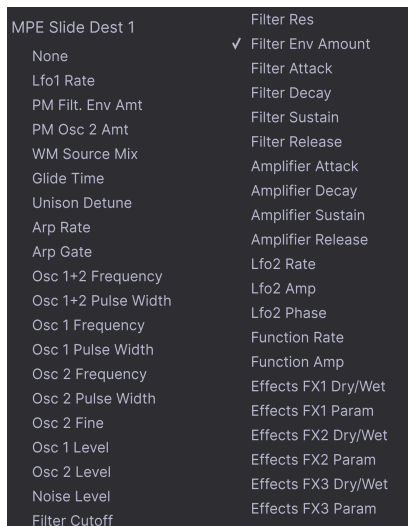 MPE Slide Dest 1
None
Lfo1 Rate
PM Filt. Env Amt
PM Osc 2 Amt
WM Source Mix
Glide Time
Unison Detune
Arp Rate
Arp Gate
Osc 1+2 Frequency
Osc 1+2 Pulse Width
Osc 1 Frequency
Osc 1 Pulse Width
Osc 2 Frequency
Osc 2 Pulse Width
Osc 2 Fine
Osc 1 Level
Osc 2 Level
Noise Level
Filter Cutoff
Filter Res
✓ Filter Env Amount
Filter Attack
Filter Decay
Filter Sustain
Filter Release
Amplifier Attack
Amplifier Decay
Amplifier Sustain
Amplifier Release
Lfo2 Rate
Lfo2 Amp
Lfo2 Phase
Function Rate
Function Amp
Effects FX1 Dry/Wet
Effects FX1 Param
Effects FX2 Dry/Wet
Effects FX2 Param
Effects FX3 Dry/Wet
Effects FX3 Param